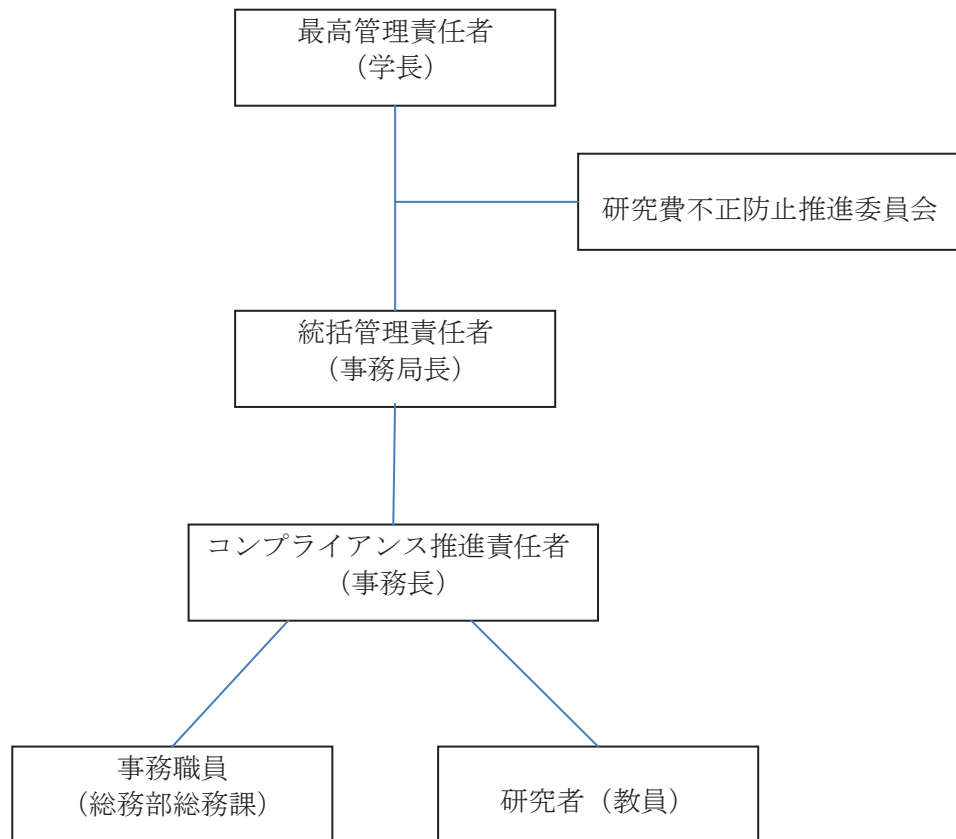 最高管理責任者
（学長）
研究費不正防止推進委員会
統括管理責任者
（事務局長）
コンプライアンス推進責任者
（事務長）
事務職員
（総務部総務課）
研究者（教員）